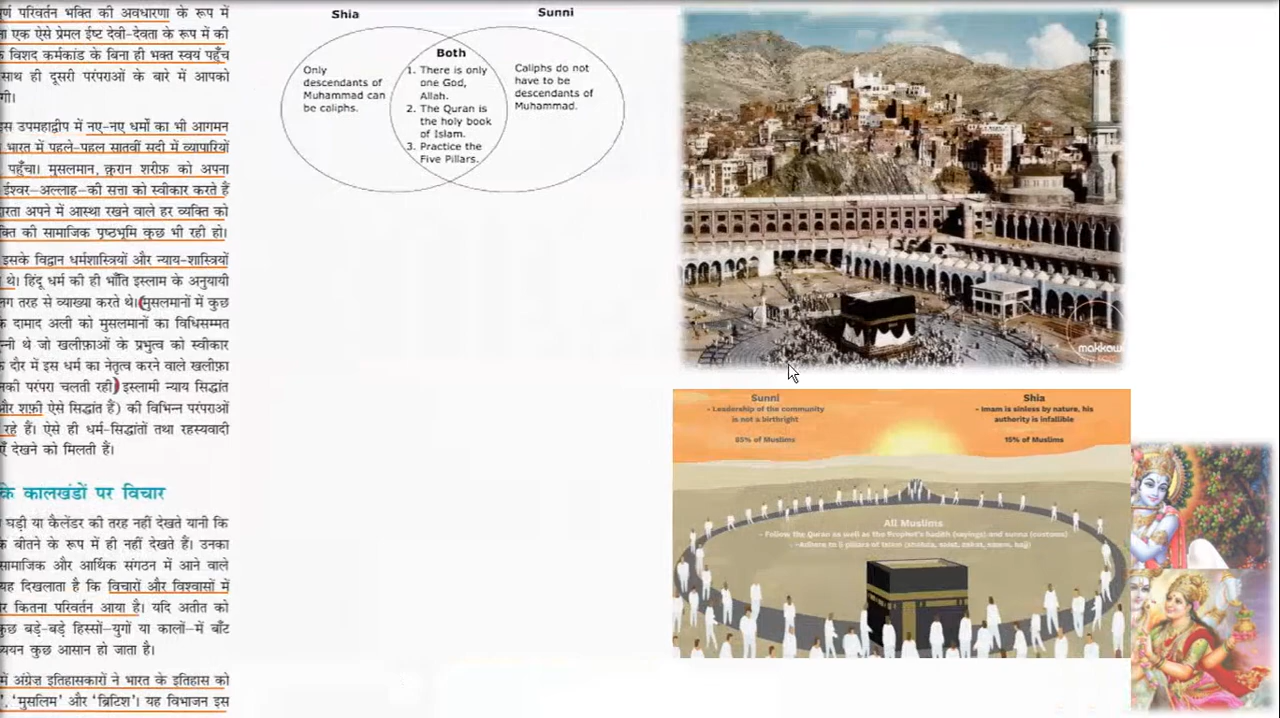 र्ण परिवर्तन भक्ति की अवधारणा के रूप में
ा एक ऐसे प्रेमल ईष्ट देवी-देवता के रूप में की
विशद कर्मकांड के बिना ही भक्त स्वयं पहुँच
साथ ही दूसरी परंपराओं के बारे में आपको
गी।
स उपमहाद्वीप में नए-नए धर्मों का भी आगमन
भारत में पहले-पहल सातवीं सदी में व्यापारियों
पहुँचा। मुसलमान, क़ुरान शरीफ़ को अपना
ईश्वर–अल्लाह–की सत्ता को स्वीकार करते हैं
ारता अपने में आस्था रखने वाले हर व्यक्ति को
क्ति की सामाजिक पृष्ठभूमि कुछ भी रही हो।
इसके विद्वान धर्मशास्त्रियों और न्याय-शास्त्रियों
थे। हिंदू धर्म की ही भाँति इस्लाम के अनुयायी
ग तरह से व्याख्या करते थे। मुसलमानों में कुछ
के दामाद अली को मुसलमानों का विधिसम्मत
न्नी थे जो खलीफ़ाओं के प्रभुत्व को स्वीकार
के दौर में इस धर्म का नेतृत्व करने वाले खलीफ़ा
नकी परंपरा चलती रही) इस्लामी न्याय सिद्धांत
और शफ़ी ऐसे सिद्धांत हैं) की विभिन्न परंपराओं
रहे हैं। ऐसे ही धर्म-सिद्धांतों तथा रहस्यवादी
एँ देखने को मिलती हैं।
के कालखंडों पर विचार
घड़ी या कैलेंडर की तरह नहीं देखते यानी कि
के बीतने के रूप में ही नहीं देखते हैं। उनका
सामाजिक और आर्थिक संगठन में आने वाले
यह दिखलाता है कि विचारों और विश्वासों में
र कितना परिवर्तन आया है। यदि अतीत को
कुछ बड़े-बड़े हिस्सों–युगों या कालों–में बाँट
ध्ययन कुछ आसान हो जाता है।
में अंग्रेज़ इतिहासकारों ने भारत के इतिहास को
', 'मुसलिम' और 'ब्रिटिश'। यह विभाजन इस
Shia
Sunni
Both
Only
descendants of
Muhammad can
be caliphs.
1. There is only
one God,
Allah.
2. The Quran is
the holy book
of Islam.
3. Practice the
Five Pillars.
Caliphs do not
have to be
descendants of
Muhammad.
Sunni
- Leadership of the community
is not a birthright
85% of Muslims
Shia
- Imam is sinless by nature, his
authority is infallible
15% of Muslims
All Muslims
- Follow the Quran as well as the Prophet's hadith (sayings) and sunna (customs)
- Adhere to 5 pillars of Islam (shahda, salat, zakat, sawm, hajj)